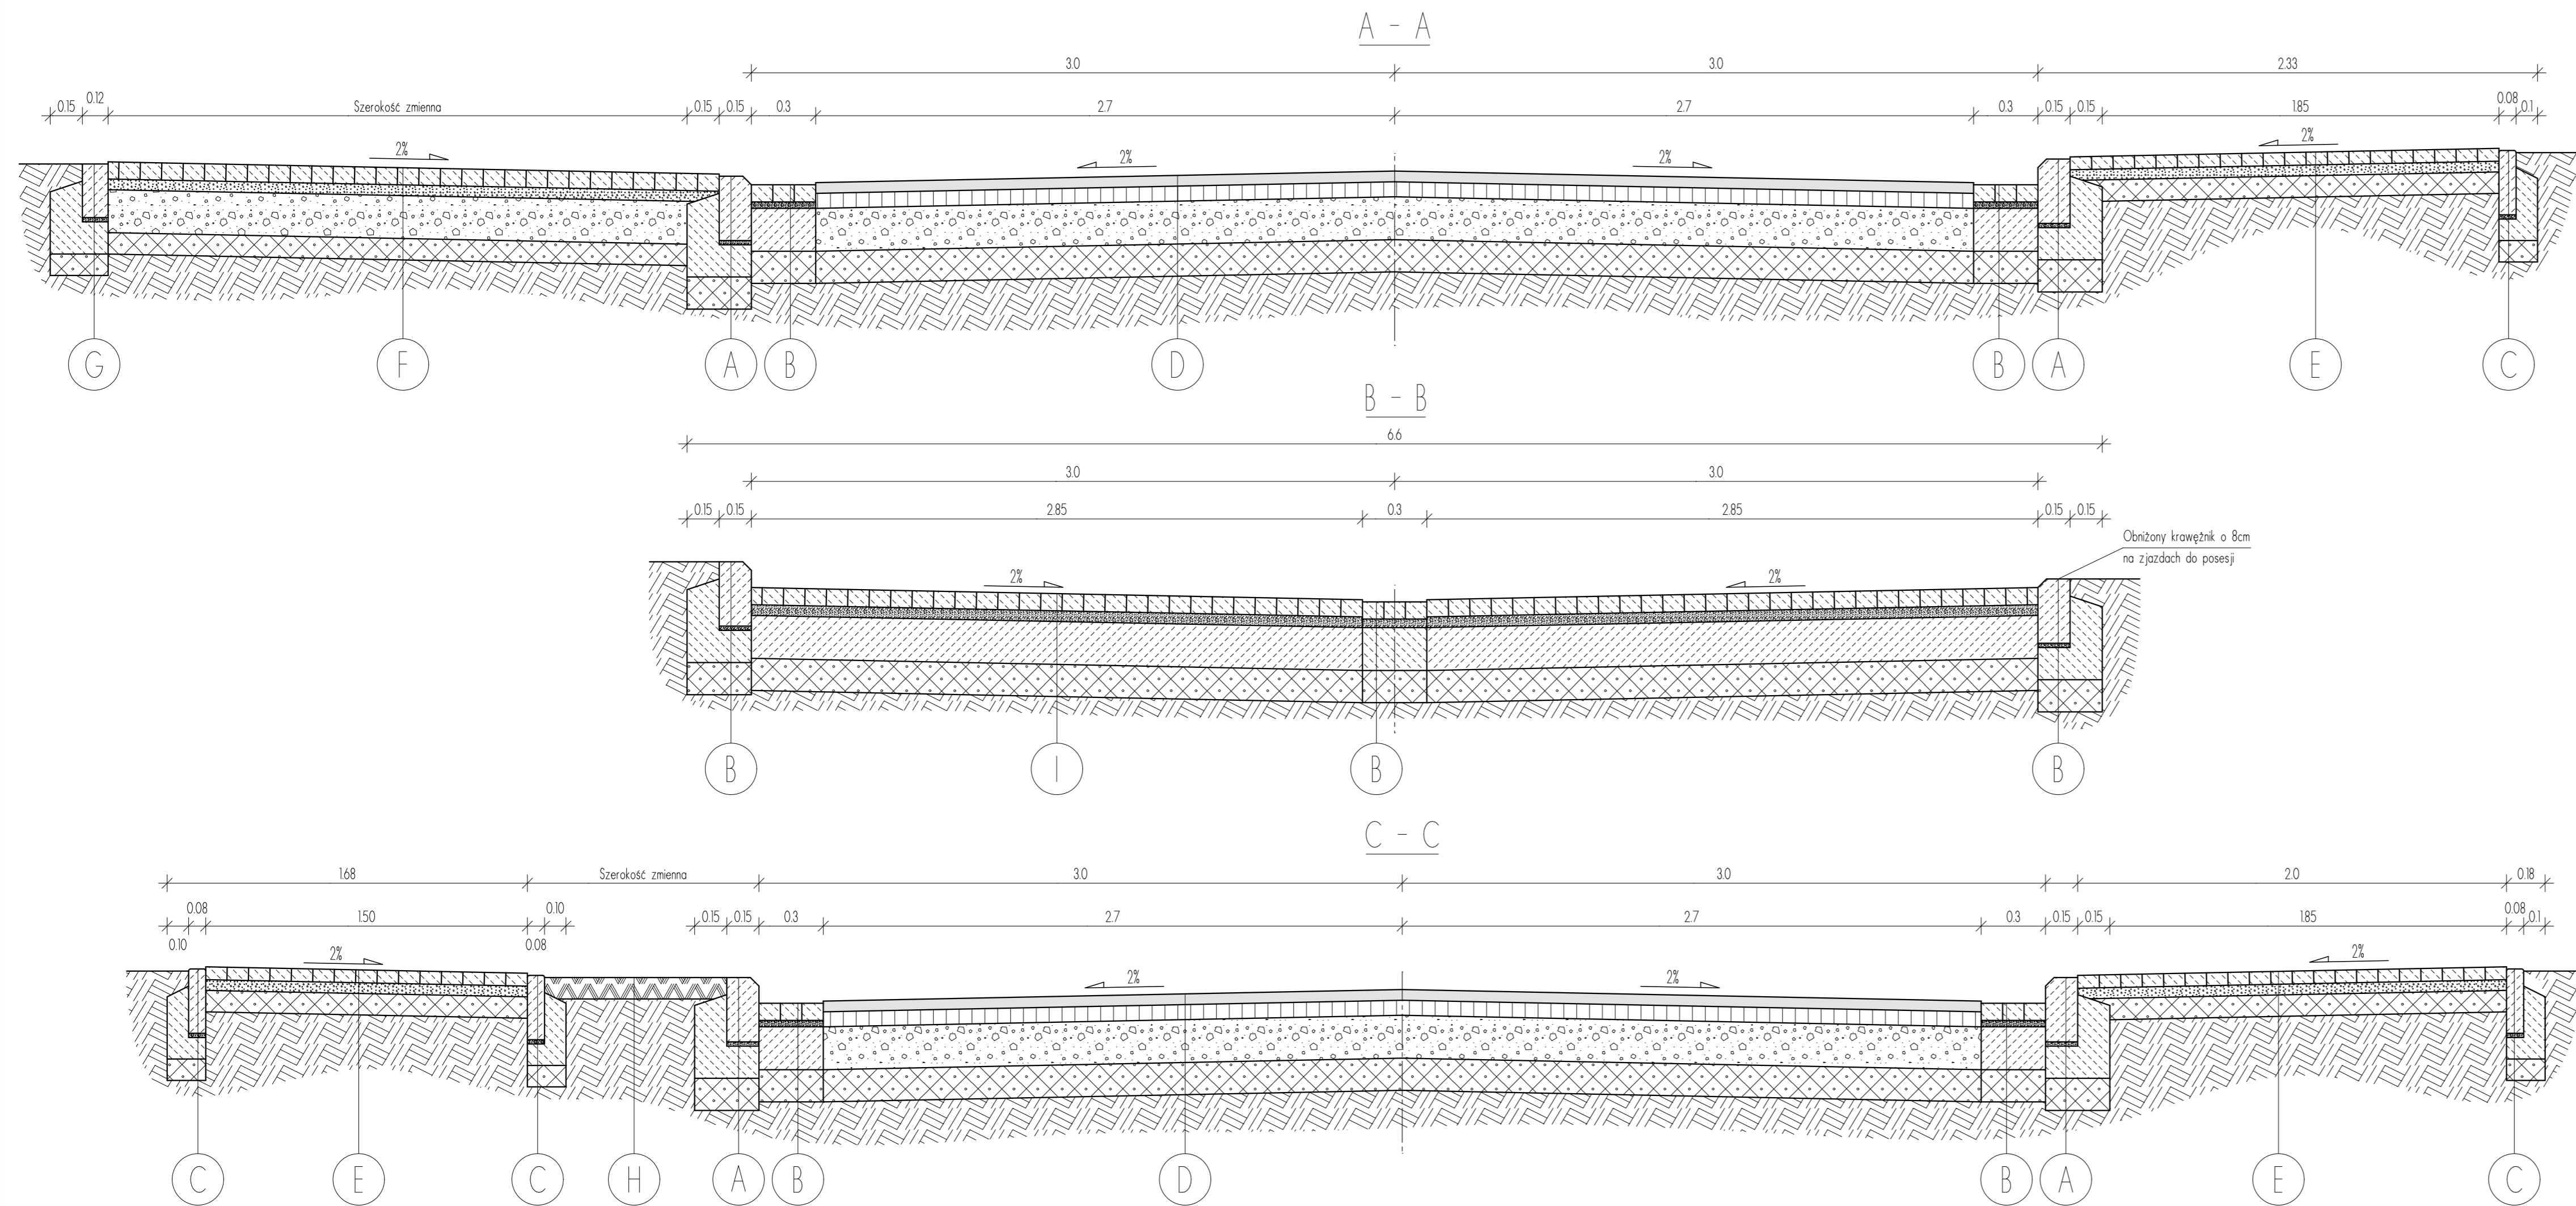 A - A
3.0 3.0 2.33
0.15 0.12 Szerokość zmienna 0.15 0.15 0.3 2.7 2.7 0.3 0.15 0.15 1.85 0.08 0.1
2% 2% 2% 2%
G F A B D B A E C
B - B
6.6
3.0 3.0
0.15 0.15 2.85 0.3 2.85 0.15 0.15
Obniżony krawężnik o 8cm
na zjazdach do posesji
2% 2%
B I B B
C - C
1.68 Szerokość zmienna 3.0 3.0 2.0 0.18
0.08 1.50 0.10 0.15 0.15 0.3 2.7 2.7 0.3 0.15 0.15 1.85 0.08 0.1
0.10 0.08
2% 2% 2% 2%
C E C H A B D B A E C